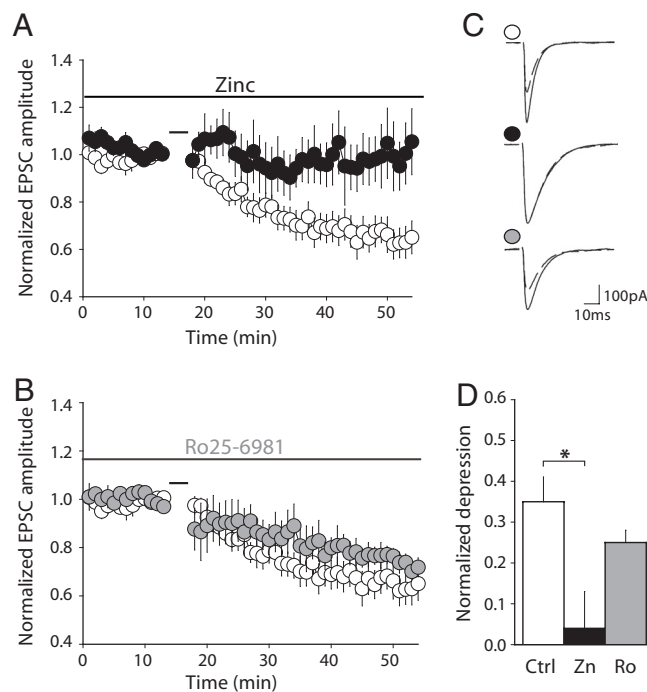 A
Normalized EPSC amplitude
1.4
1.2
1.0
0.8
0.6
0.4
Zinc
0 10 20 30 40 50
Time (min)
B
Normalized EPSC amplitude
1.4
1.2
1.0
0.8
0.6
0.4
Ro25-6981
0 10 20 30 40 50
Time (min)
C
100pA
10ms
D
Normalized depression
0.6
0.5
0.4
0.3
0.2
0.1
0.0
*
Ctrl Zn Ro